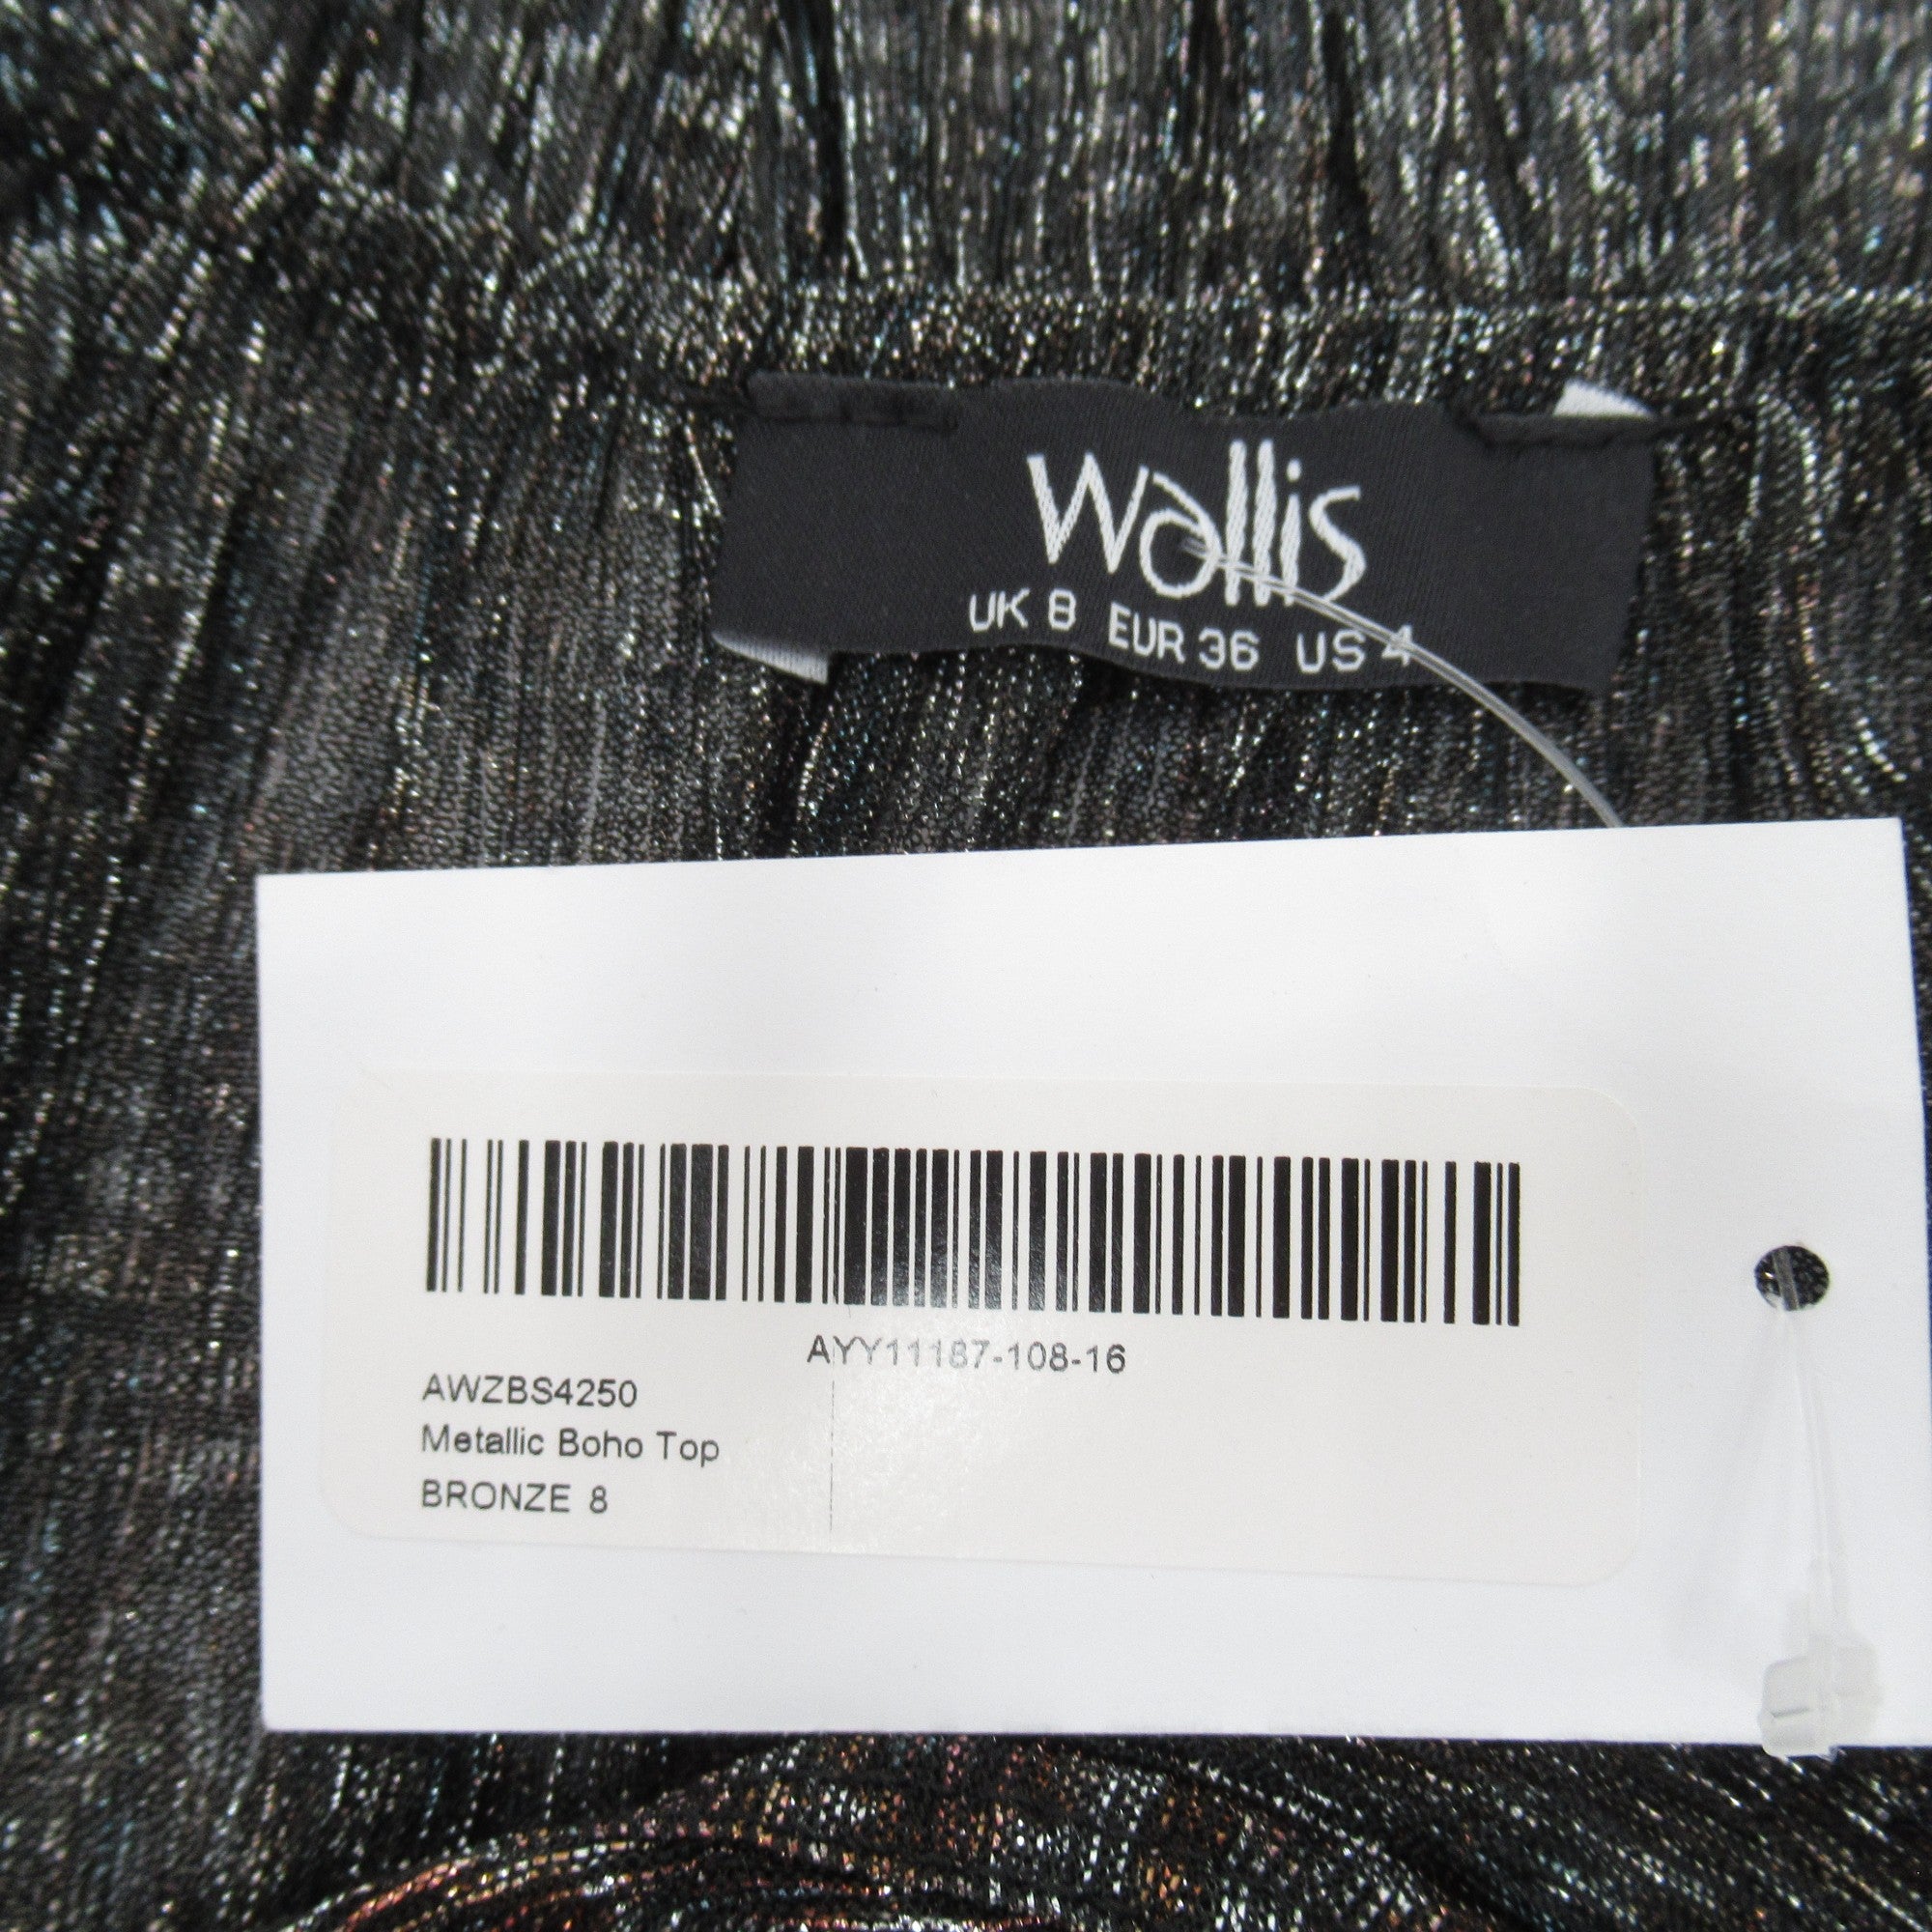 Wallis
UK 8 EUR 36 US 4
AYY11187-108-16
AWZBS4250
Metallic Boho Top
BRONZE 8